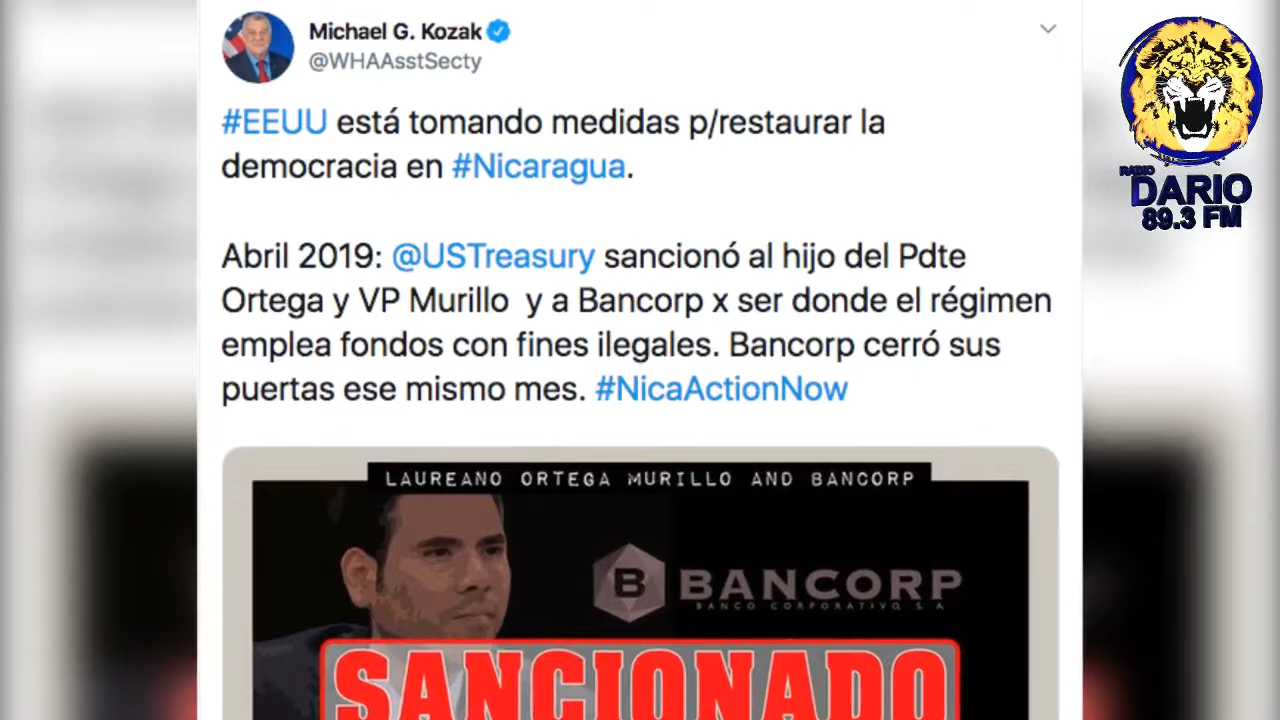 Michael G. Kozak
@WHAAsstSecty
#EEUU está tomando medidas p/restaurar la
democracia en #Nicaragua.
Abril 2019: @USTreasury sancionó al hijo del Pdte
Ortega y VP Murillo y a Bancorp x ser donde el régimen
emplea fondos con fines ilegales. Bancorp cerró sus
puertas ese mismo mes. #NicaActionNow
LAUREANO ORTEGA MURILLO AND BANCORP
B BANCORP
BANCO CORPORATIVO S.A
SANCIONADO
RADIO
DARIO
89.3 FM